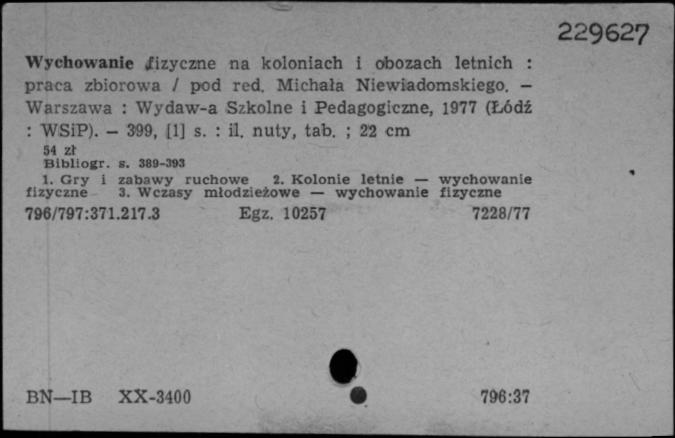 229627
Wychowanie fizyczne na koloniach i obozach letnich :
praca zbiorowa / pod red. Michała Niewiadomskiego. —
Warszawa : Wydaw-a Szkolne i Pedagogiczne, 1977 (Łódź
: WSiP). — 399, [1] s. : il. nuty, tab. ; 22 cm
54 zł
Bibliogr. s. 389-393
1. Gry i zabawy ruchowe 2. Kolonie letnie — wychowanie
fizyczne 3. Wczasy młodzieżowe — wychowanie fizyczne
796/797:371.217.3 Egz. 10257 7228/77
BN—IB XX-3400 796:37